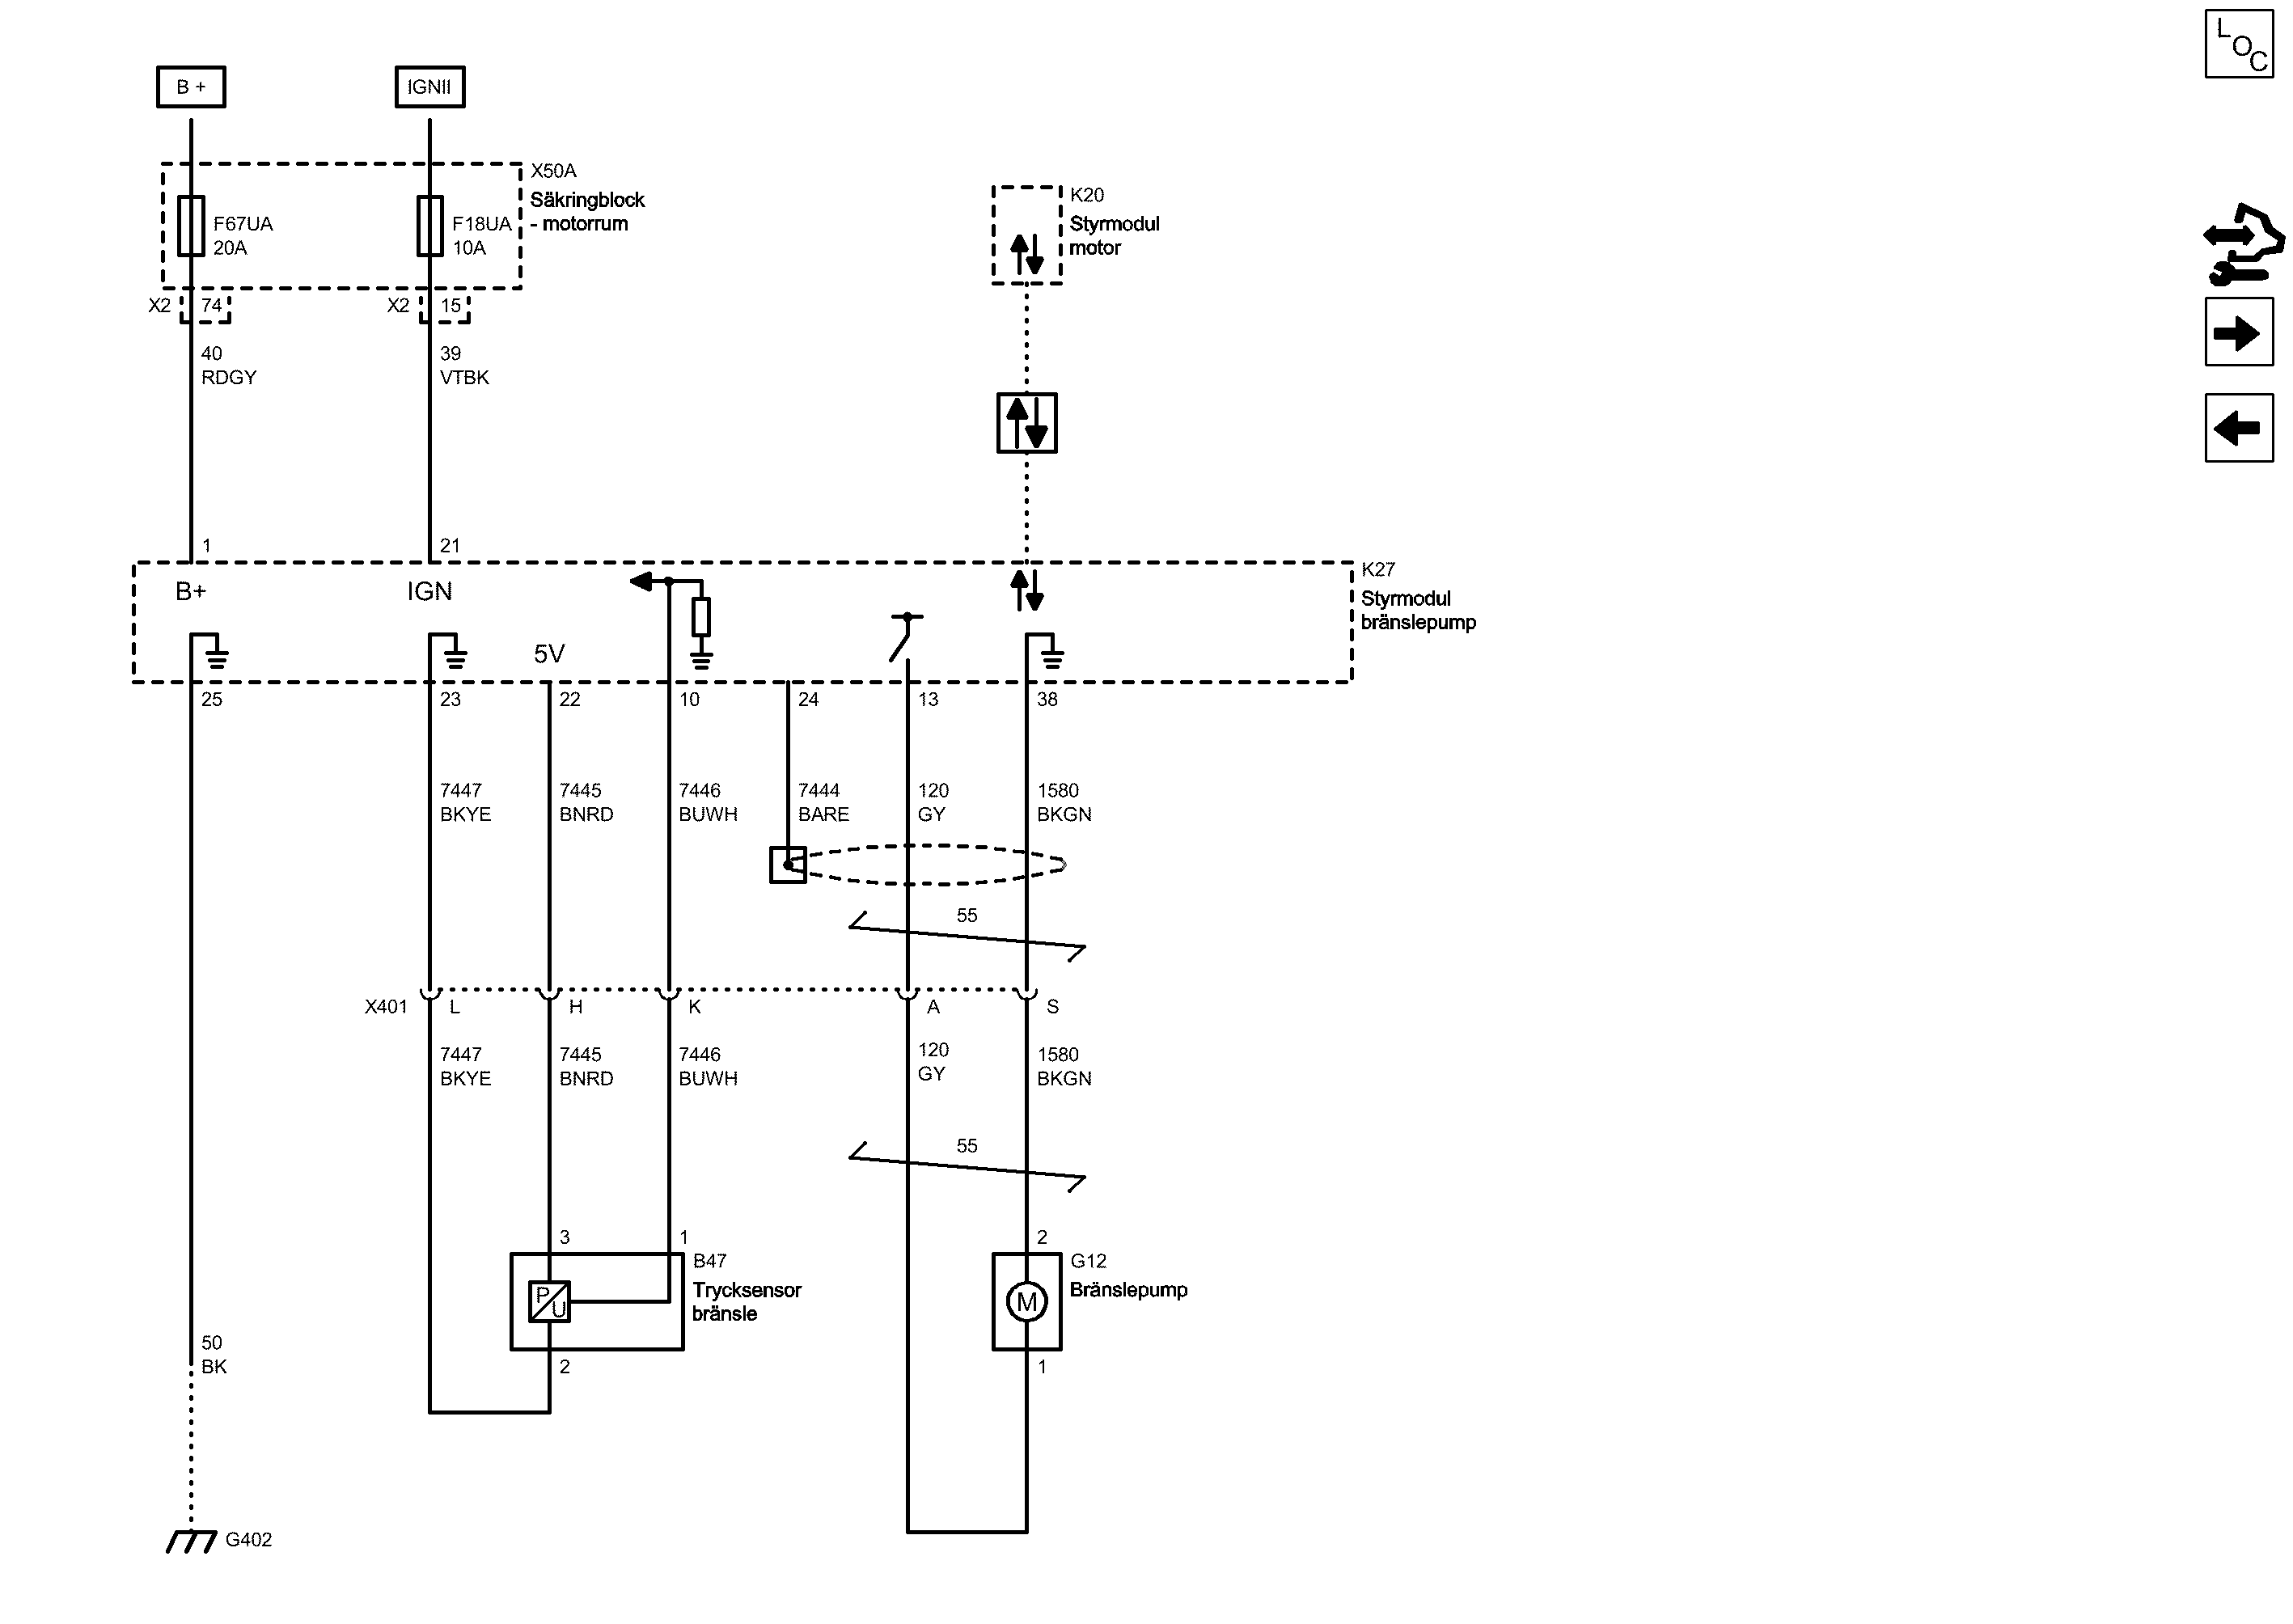 LOC
B +
IGNII
X50A
Säkringblock
- motorrum
F67UA
20A
F18UA
10A
K20
Styrmodul
motor
X2
74
X2
15
40
RDGY
39
VTBK
1
21
K27
Styrmodul
bränslepump
B+
IGN
5V
25
23
22
10
24
13
38
7447
BKYE
7445
BNRD
7446
BUWH
7444
BARE
120
GY
1580
BKGN
55
X401
L
H
K
A
S
7447
BKYE
7445
BNRD
7446
BUWH
120
GY
1580
BKGN
55
3
1
2
B47
Trycksensor
bränsle
P
U
G12
Bränslepump
M
50
BK
2
1
G402